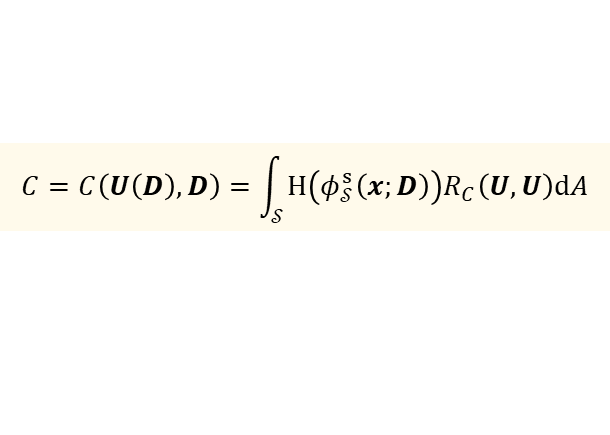 C = C(𝑼(𝑫), 𝑫) = ∫_𝒮 H(ϕ_𝒮^s(𝒙; 𝑫))R_C(𝑼, 𝑼)dA